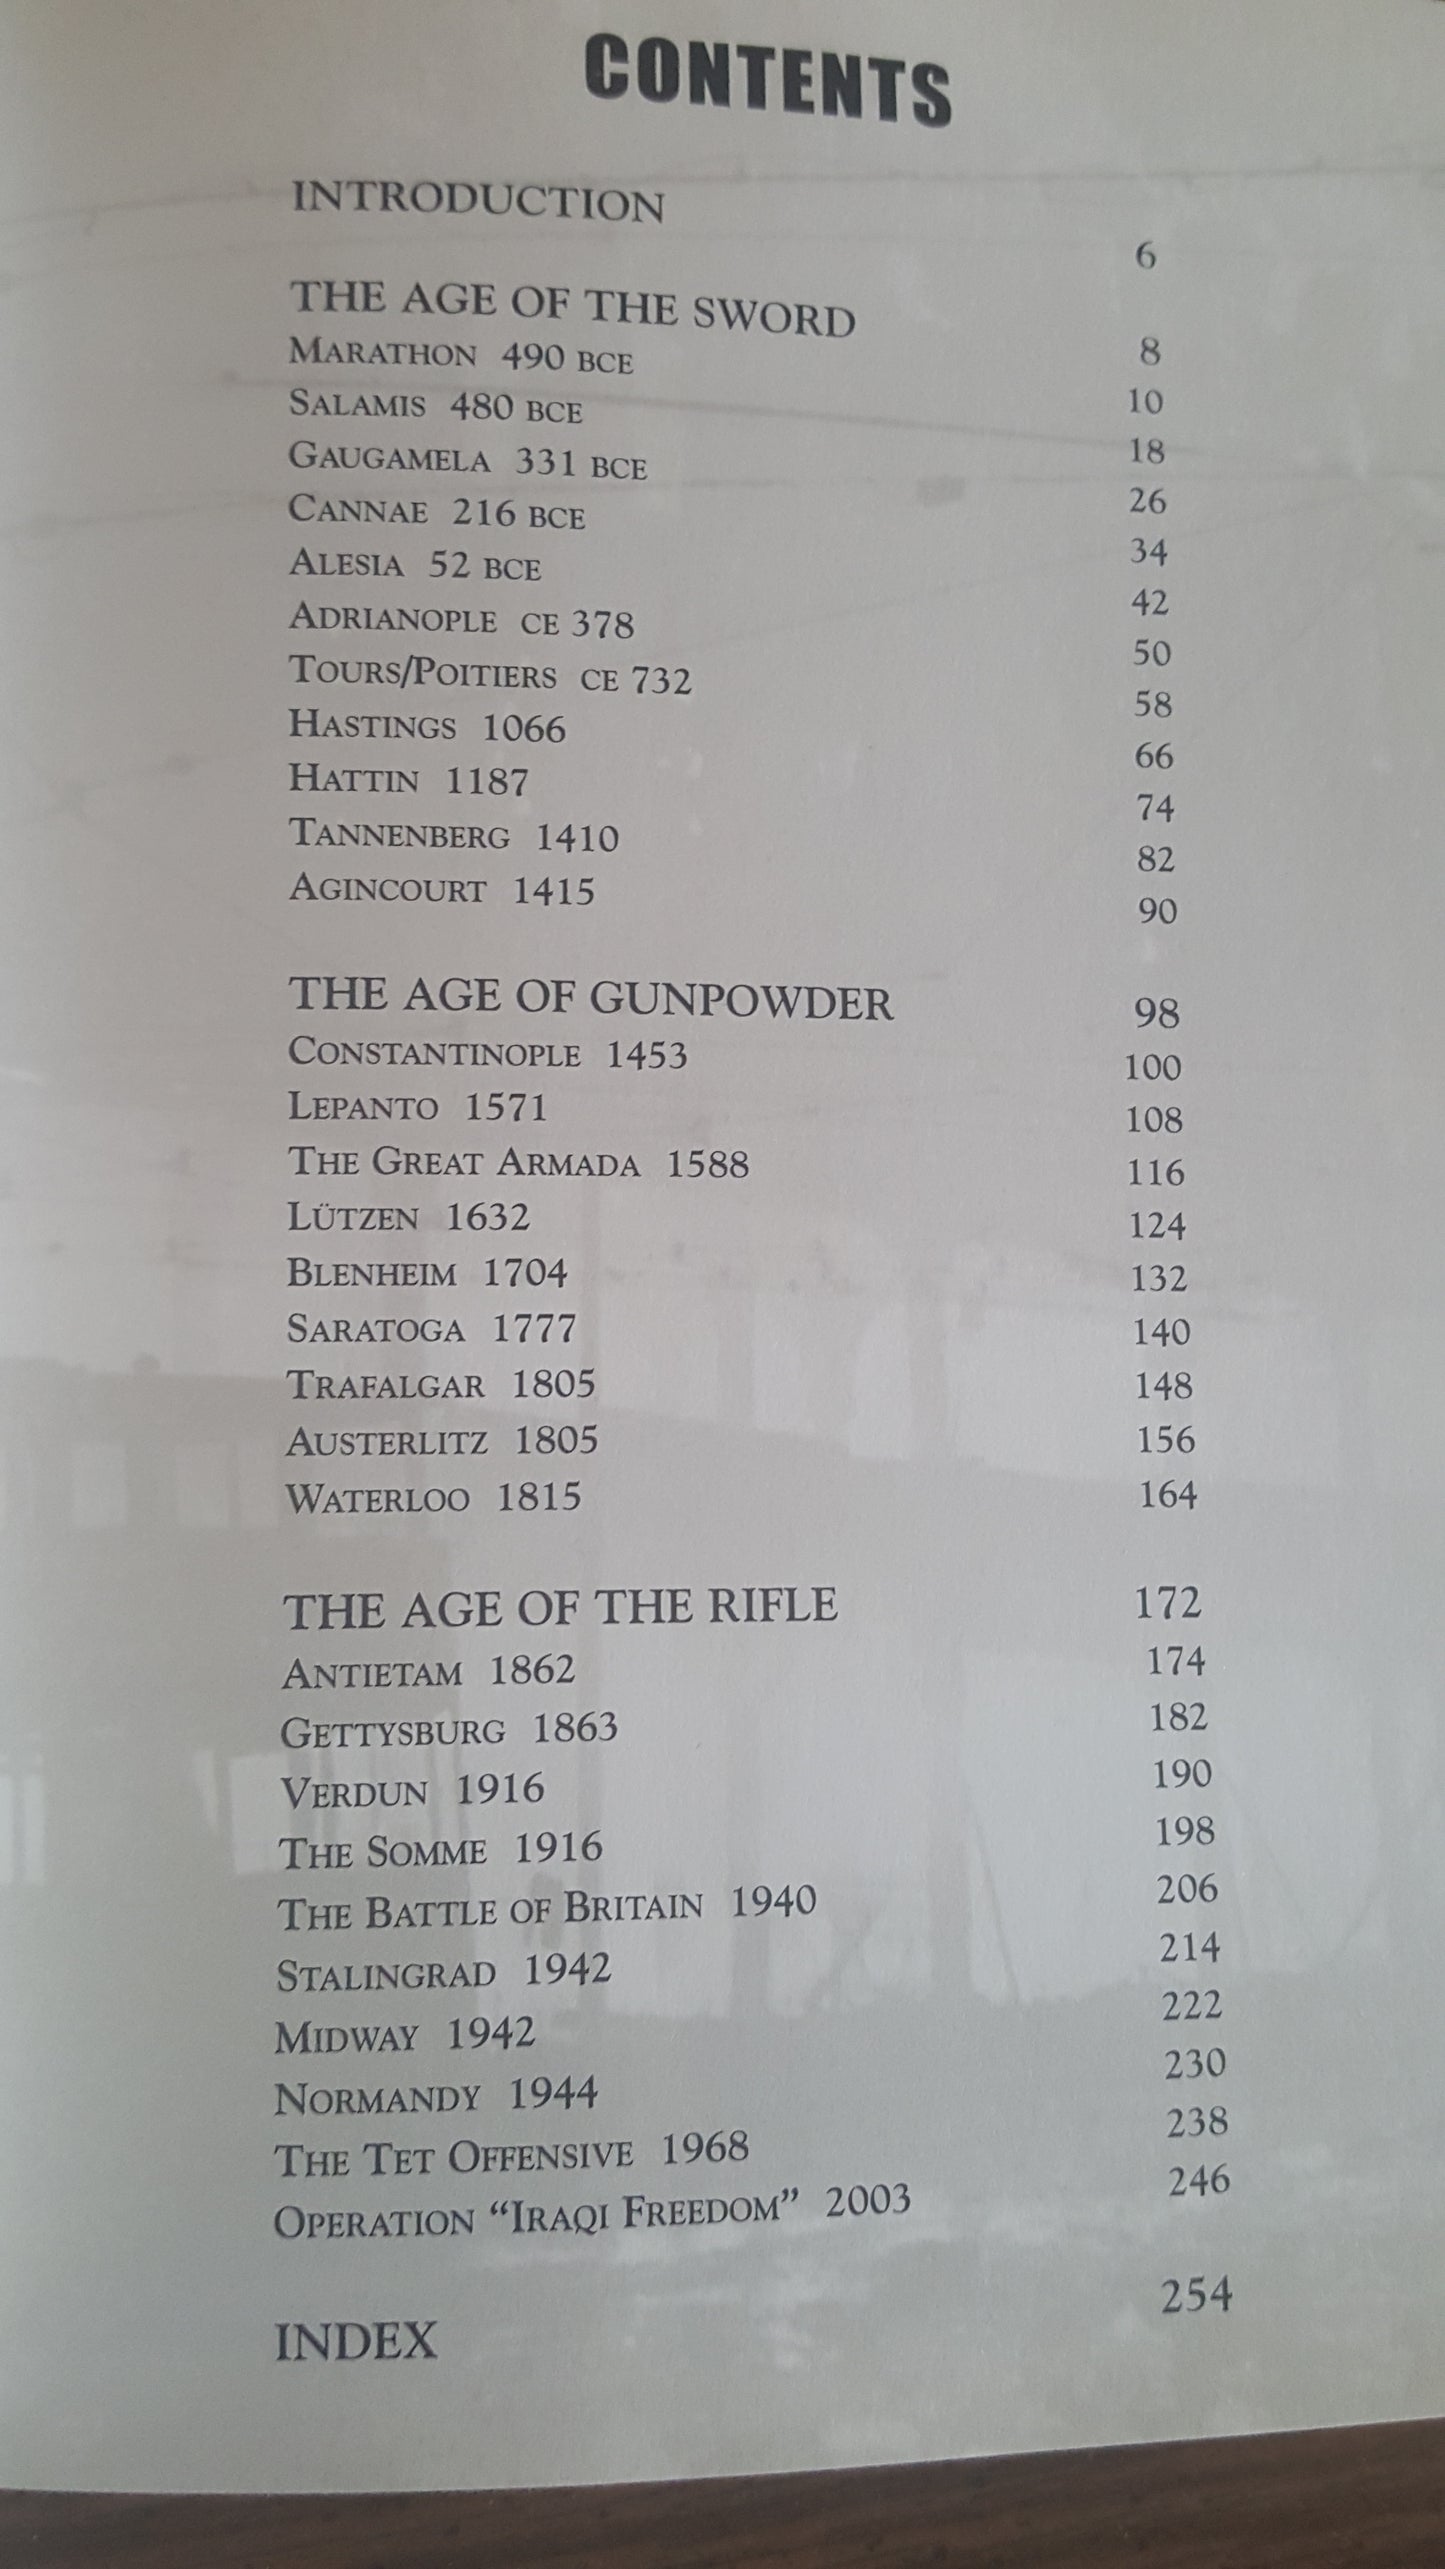 CONTENTS
INTRODUCTION 6
THE AGE OF THE SWORD 8
MARATHON 490 BCE 10
SALAMIS 480 BCE 18
GAUGAMELA 331 BCE 26
CANNAE 216 BCE 34
ALESIA 52 BCE 42
ADRIANOPLE CE 378 50
TOURS/POITIERS CE 732 58
HASTINGS 1066 66
HATTIN 1187 74
TANNENBERG 1410 82
AGINCOURT 1415 90
THE AGE OF GUNPOWDER 98
CONSTANTINOPLE 1453 100
LEPANTO 1571 108
THE GREAT ARMADA 1588 116
LÜTZEN 1632 124
BLENHEIM 1704 132
SARATOGA 1777 140
TRAFALGAR 1805 148
AUSTERLITZ 1805 156
WATERLOO 1815 164
THE AGE OF THE RIFLE 172
ANTIETAM 1862 174
GETTYSBURG 1863 182
VERDUN 1916 190
THE SOMME 1916 198
THE BATTLE OF BRITAIN 1940 206
STALINGRAD 1942 214
MIDWAY 1942 222
NORMANDY 1944 230
THE TET OFFENSIVE 1968 238
OPERATION “IRAQI FREEDOM” 2003 246
INDEX 254